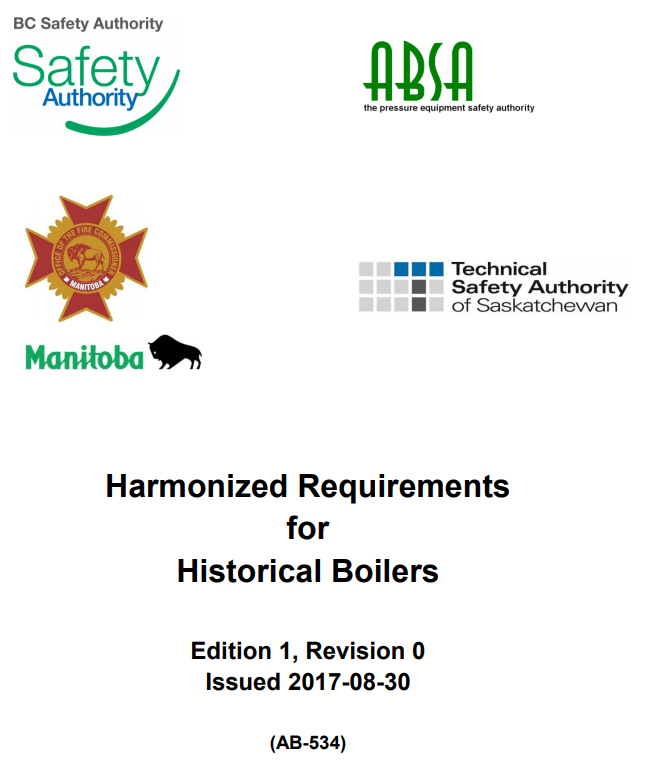 BC Safety Authority
Safety
Authority
ABSA
the pressure equipment safety authority
OFFICE OF THE FIRE COMMISSIONER
MANITOBA
Manitoba
Technical
Safety Authority
of Saskatchewan
Harmonized Requirements
for
Historical Boilers
Edition 1, Revision 0
Issued 2017-08-30
(AB-534)